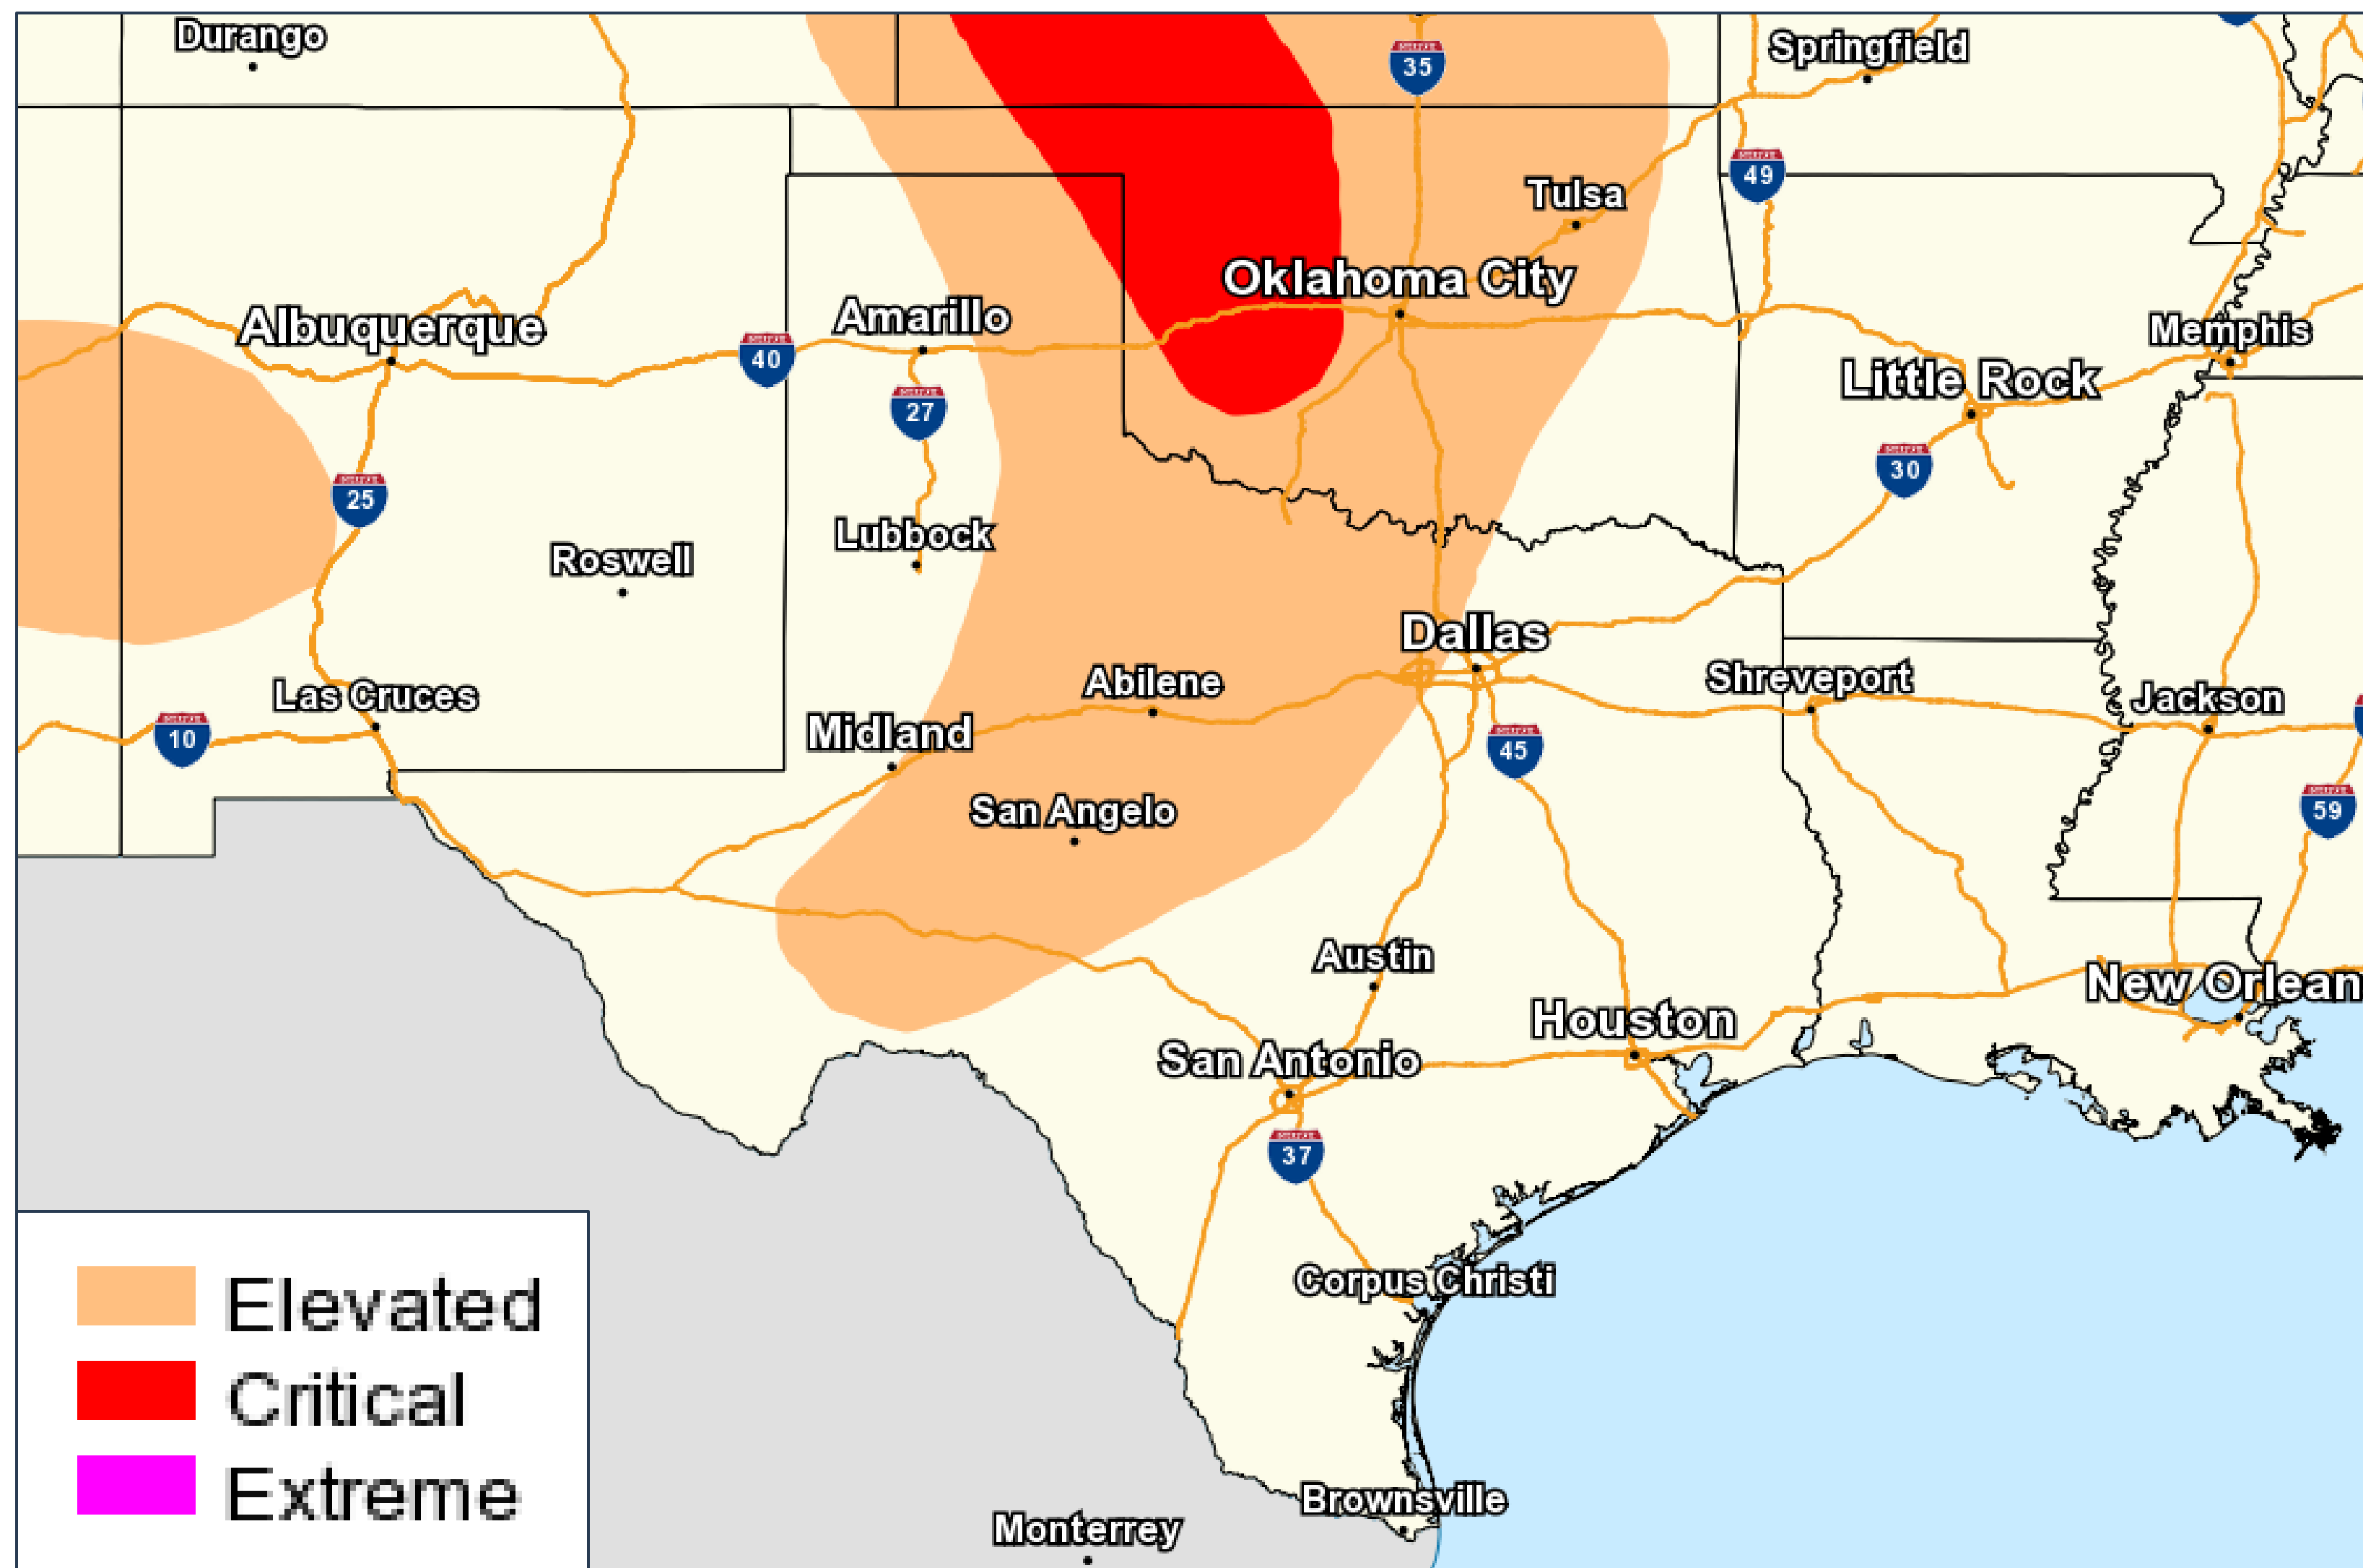 Durango
Springfield
35
49
Tulsa
Oklahoma City
Amarillo
Albuquerque
Memphis
40
Little Rock
27
30
25
Lubbock
Roswell
Dallas
Abilene
Shreveport
Las Cruces
Jackson
Midland
10
45
San Angelo
59
Austin
New Orlean
Houston
San Antonio
37
Corpus Christi
Elevated
Critical
Extreme
Brownsville
Monterrey